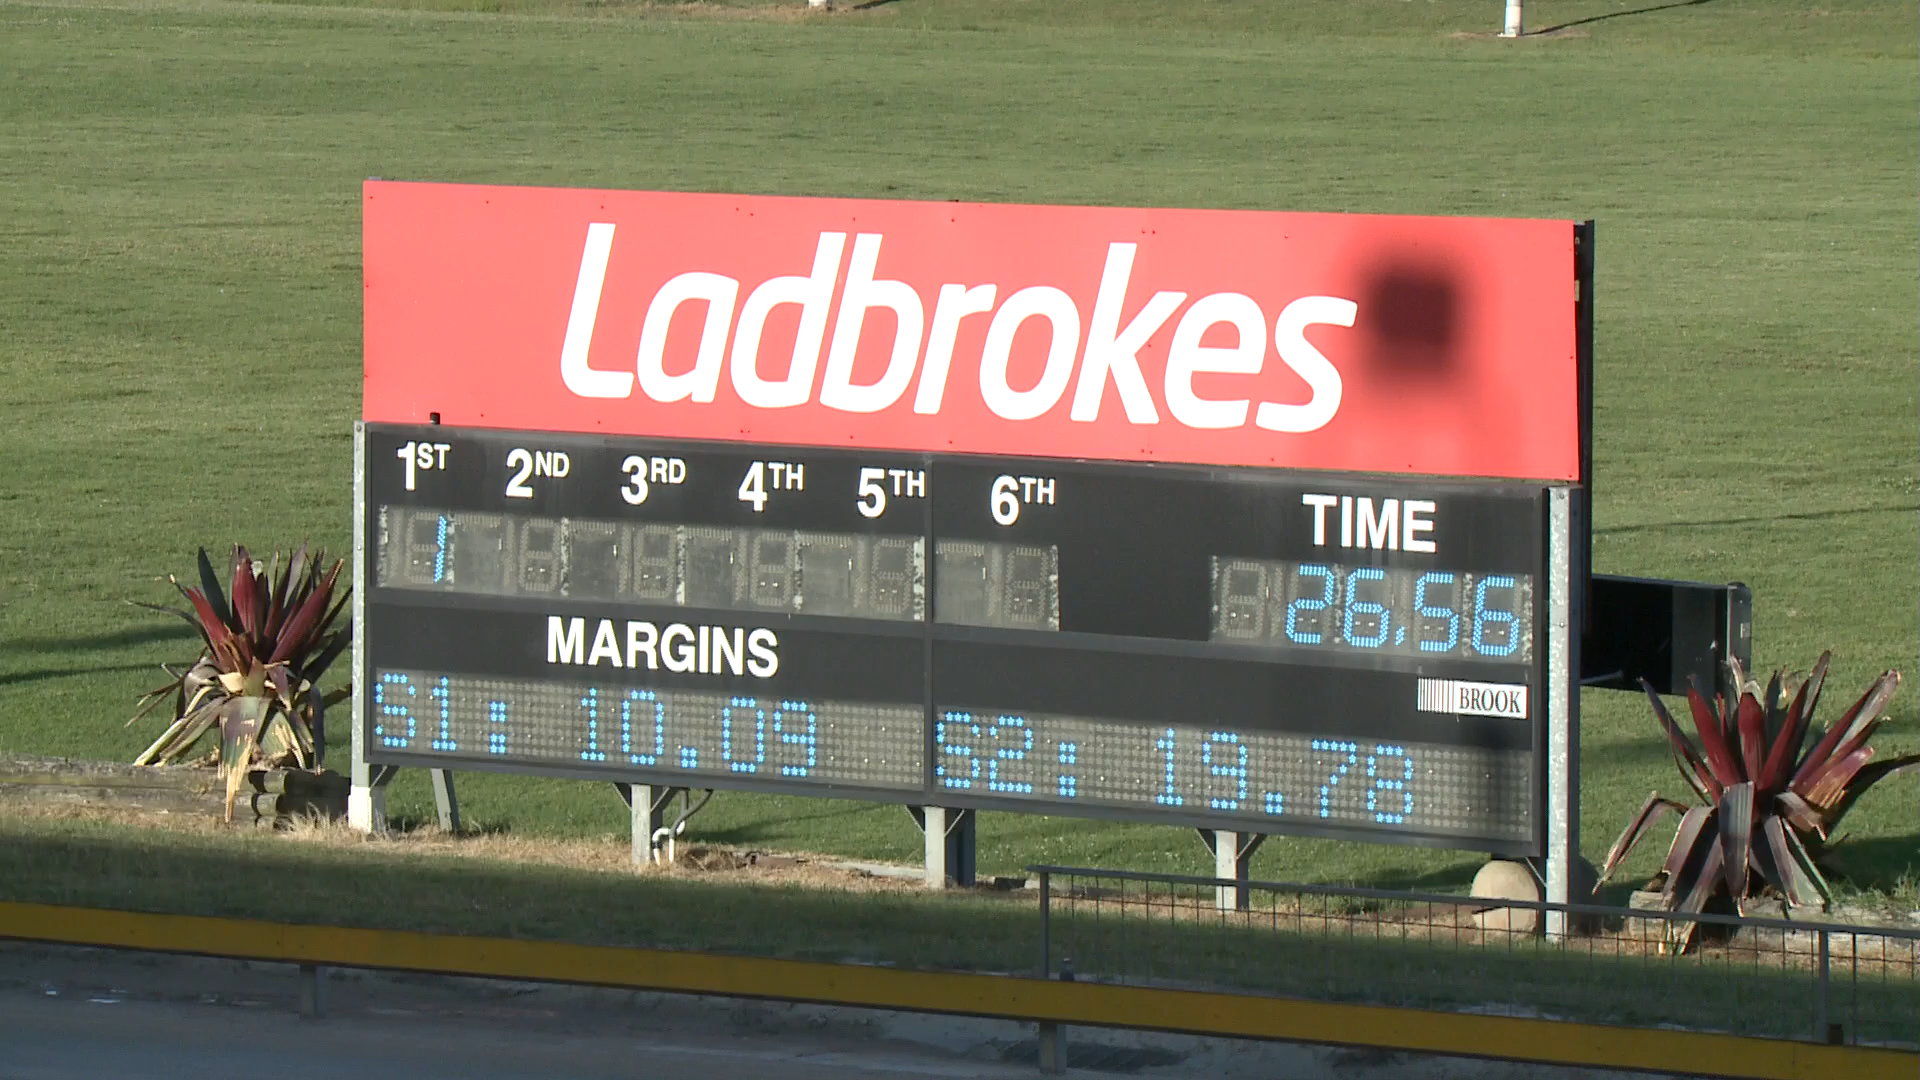 Ladbrokes
1ST 2ND 3RD 4TH 5TH 6TH TIME
1 26.56
MARGINS
BROOK
S1: 10.09 S2: 19.78